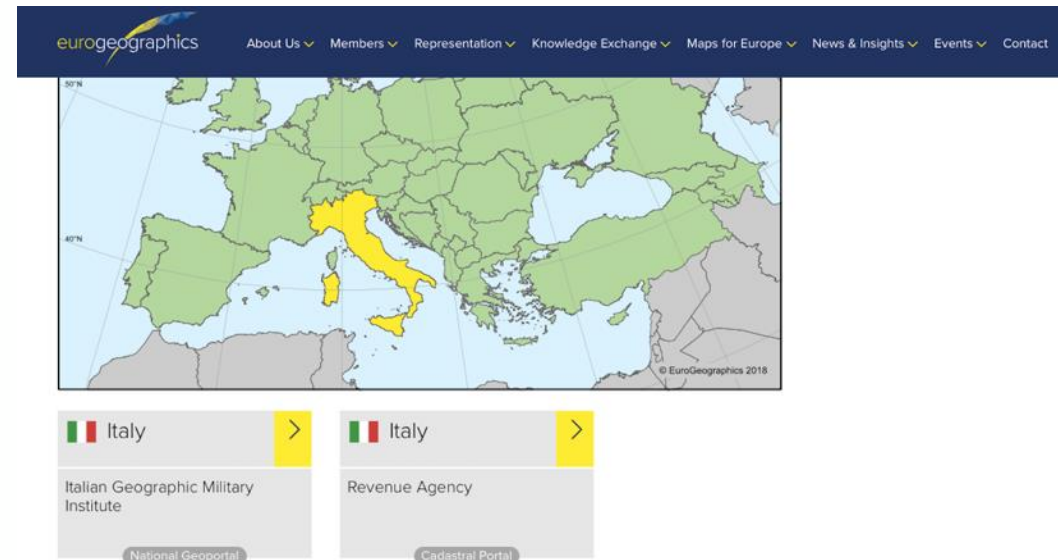 eurogeographics
About Us Members Representation Knowledge Exchange Maps for Europe News & Insights Events Contact
50°N
40°N
© EuroGeographics 2018
Italy
Italian Geographic Military
Institute
National Geoportal
Italy
Revenue Agency
Cadastral Portal